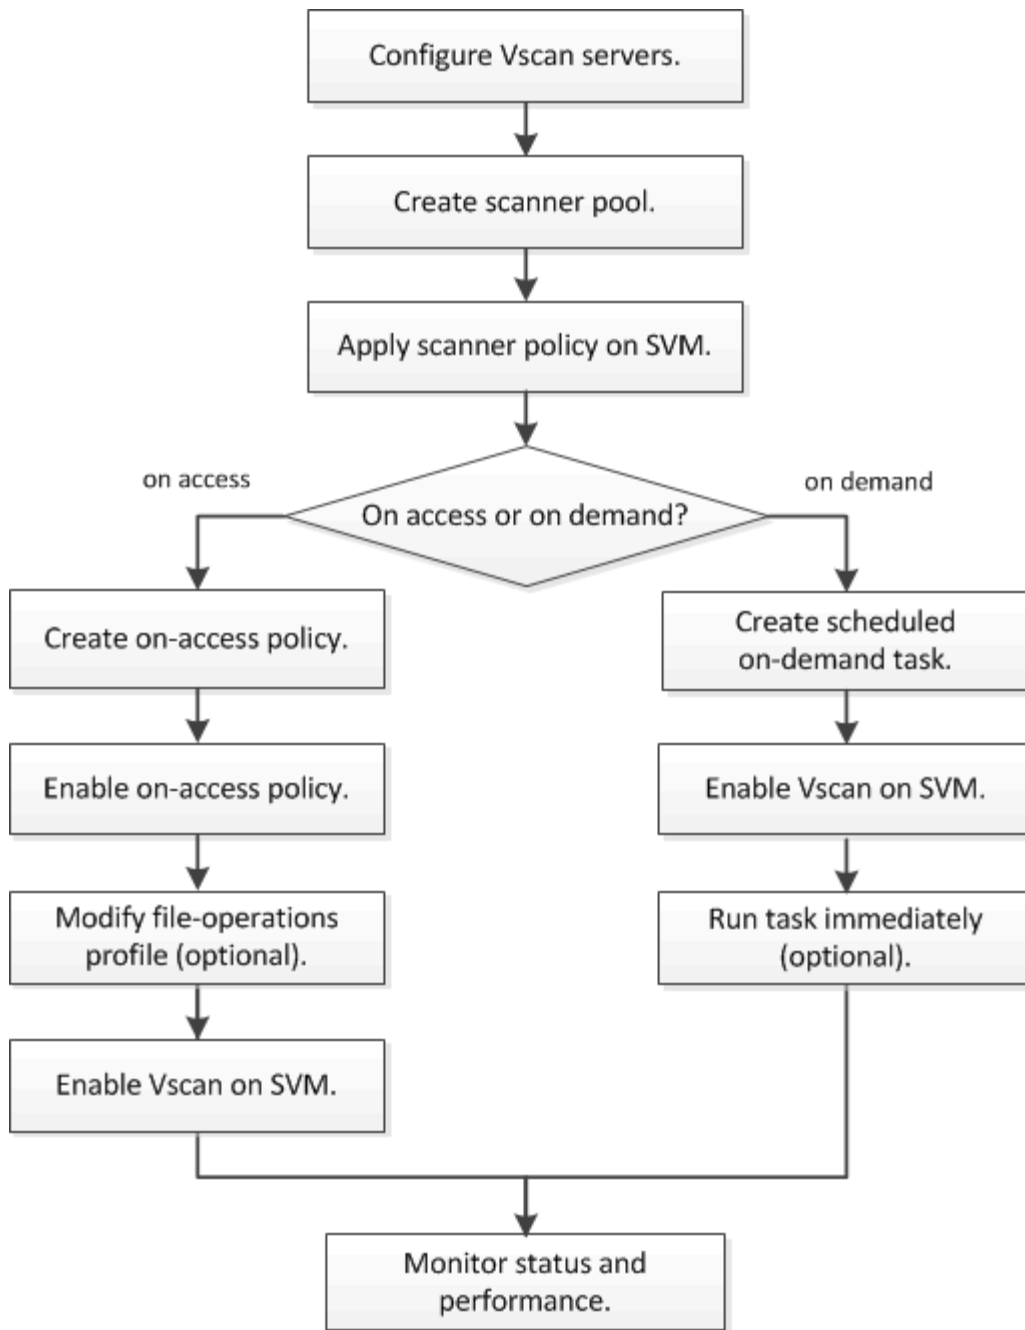 Configure Vscan servers.
Create scanner pool.
Apply scanner policy on SVM.
on access
on demand
On access or on demand?
Create on-access policy.
Create scheduled
on-demand task.
Enable on-access policy.
Enable Vscan on SVM.
Modify file-operations
profile (optional).
Run task immediately
(optional).
Enable Vscan on SVM.
Monitor status and
performance.